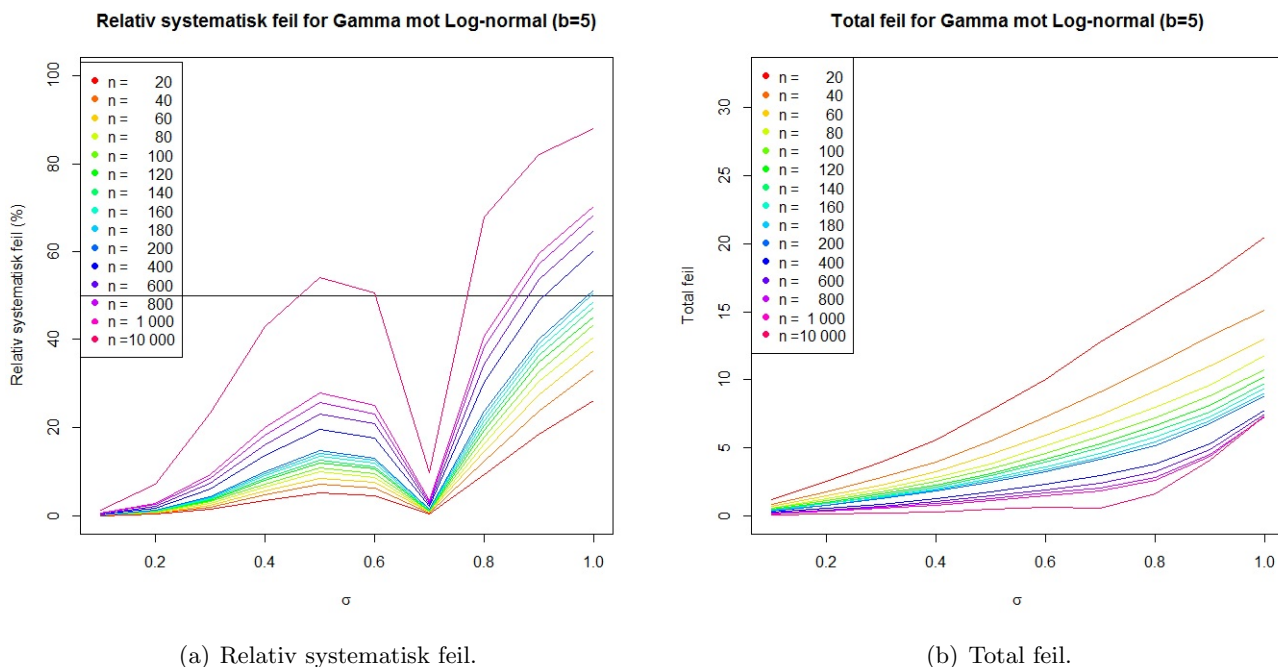 Relativ systematisk feil for Gamma mot Log-normal (b=5)
Relativ systematisk feil (%)
100
80
60
40
20
0
n = 20
n = 40
n = 60
n = 80
n = 100
n = 120
n = 140
n = 160
n = 180
n = 200
n = 400
n = 600
n = 800
n = 1 000
n =10 000
0.2 0.4 0.6 0.8 1.0
σ
(a) Relativ systematisk feil.
Total feil for Gamma mot Log-normal (b=5)
Total feil
30
25
20
15
10
5
0
n = 20
n = 40
n = 60
n = 80
n = 100
n = 120
n = 140
n = 160
n = 180
n = 200
n = 400
n = 600
n = 800
n = 1 000
n =10 000
0.2 0.4 0.6 0.8 1.0
σ
(b) Total feil.